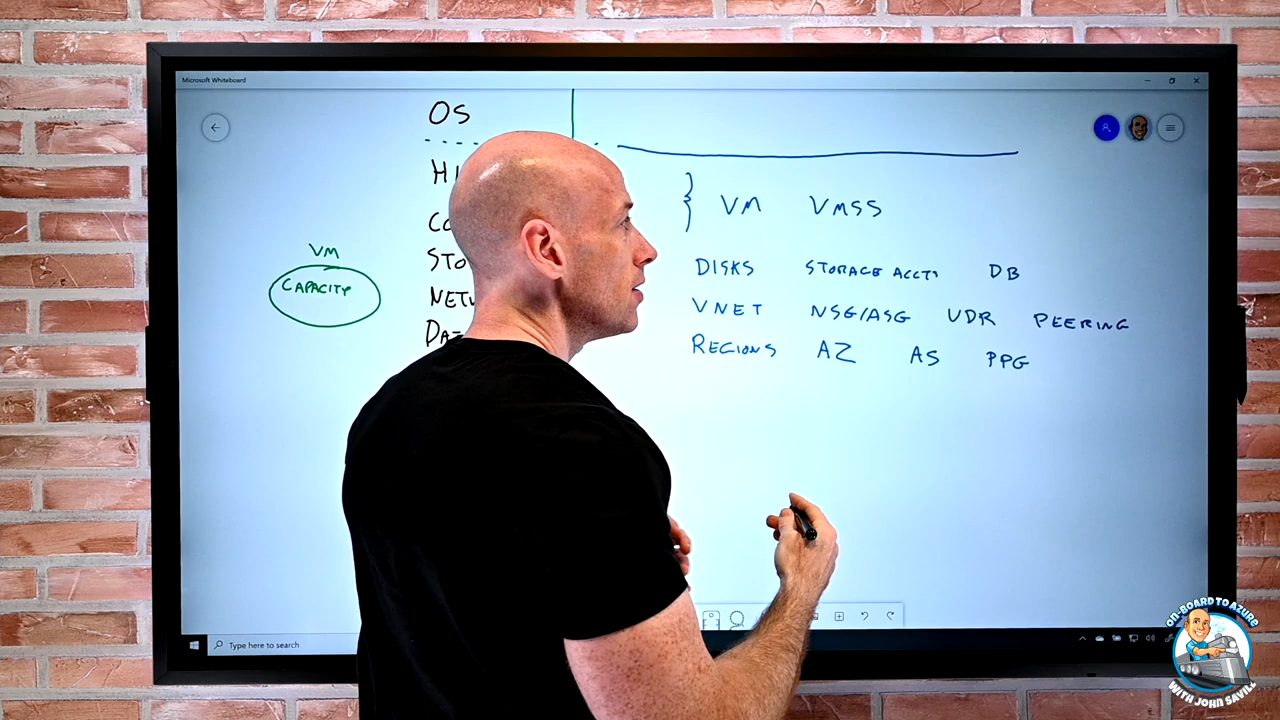 Microsoft Whiteboard
OS
VM VMSS
VM
CAPACITY
DISKS STORAGE ACCTS DB
VNET NSG/ASG UDR PEERING
REGIONS AZ AS PPG
Type here to search
ON-BOARD TO AZURE
WITH JOHN SAVILL